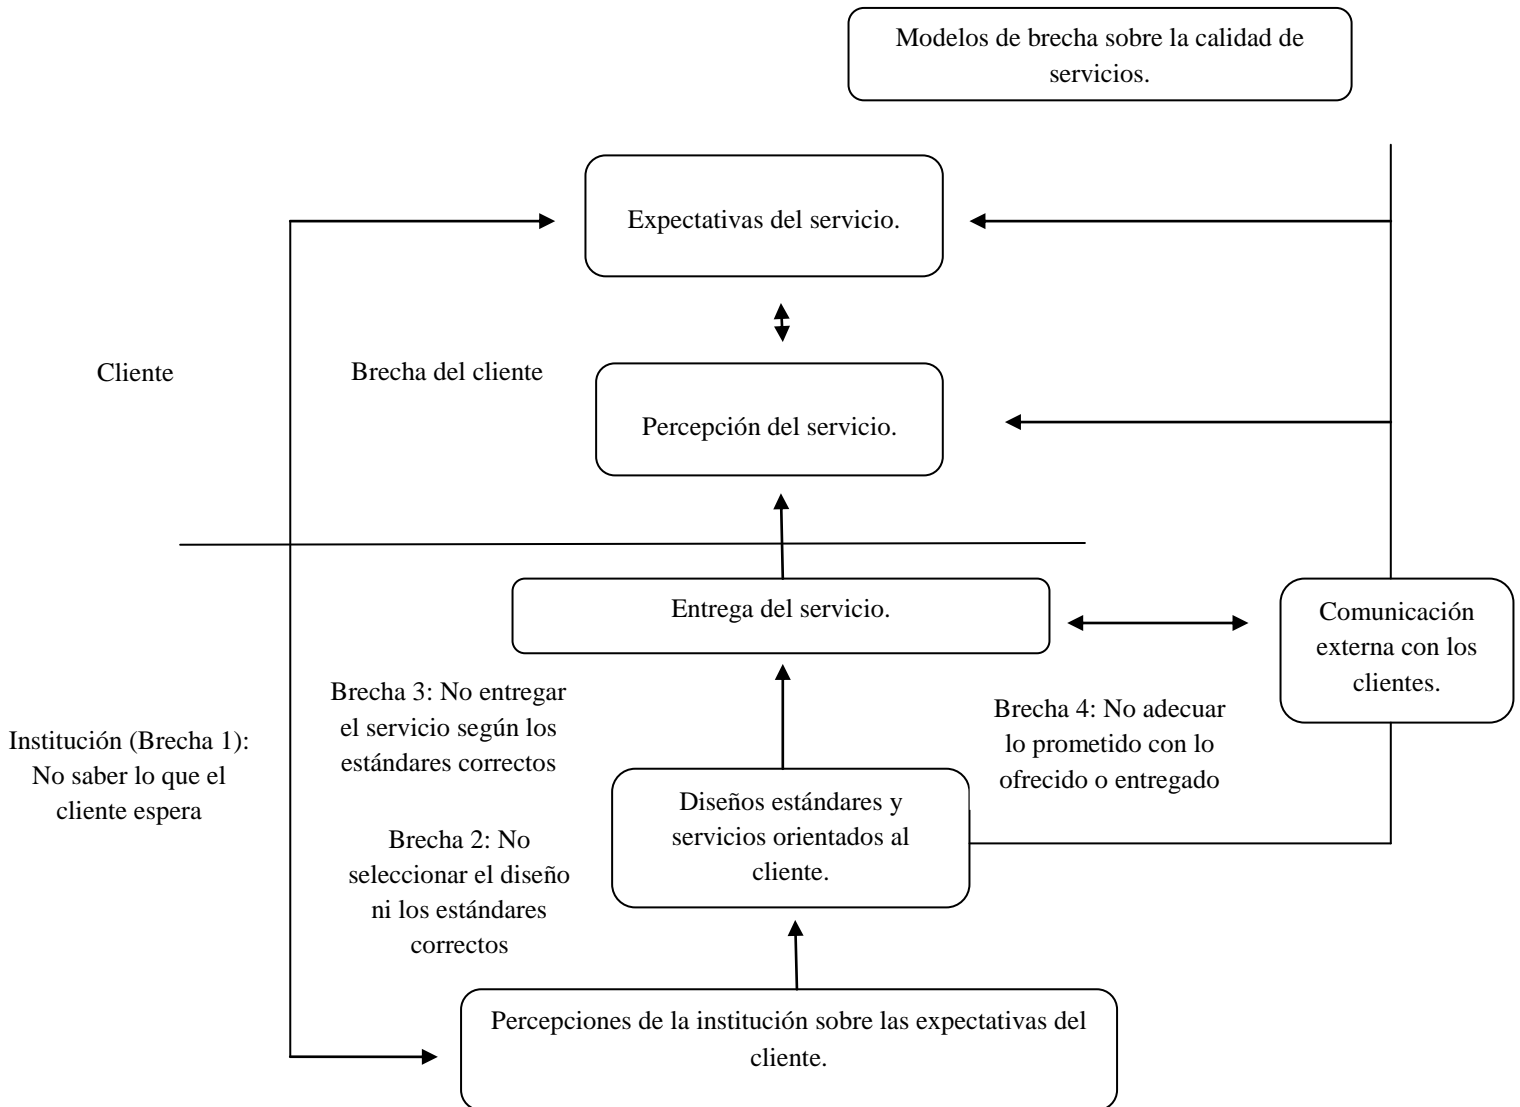 Modelos de brecha sobre la calidad de
servicios.
Expectativas del servicio.
Cliente
Brecha del cliente
Percepción del servicio.
Entrega del servicio.
Comunicación
externa con los
clientes.
Brecha 3: No entregar
el servicio según los
estándares correctos
Brecha 4: No adecuar
lo prometido con lo
ofrecido o entregado
Institución (Brecha 1):
No saber lo que el
cliente espera
Diseños estándares y
servicios orientados al
cliente.
Brecha 2: No
seleccionar el diseño
ni los estándares
correctos
Percepciones de la institución sobre las expectativas del
cliente.